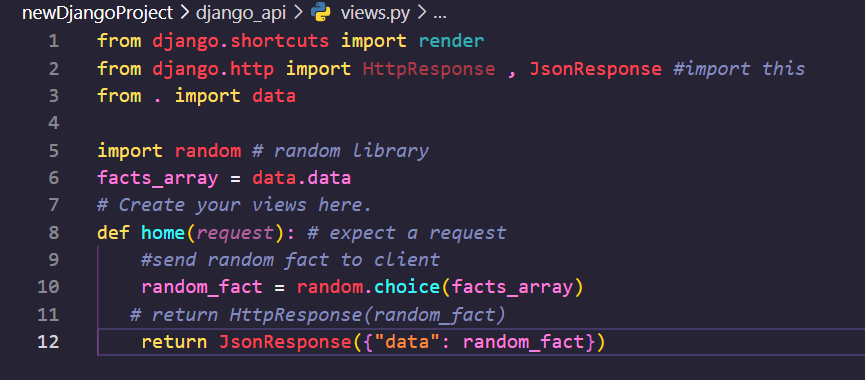 newDjangoProject > django_api > views.py > ...
1 from django.shortcuts import render
2 from django.http import HttpResponse , JsonResponse #import this
3 from . import data
4
5 import random # random library
6 facts_array = data.data
7 # Create your views here.
8 def home(request): # expect a request
9     #send random fact to client
10     random_fact = random.choice(facts_array)
11    # return HttpResponse(random_fact)
12     return JsonResponse({"data": random_fact})